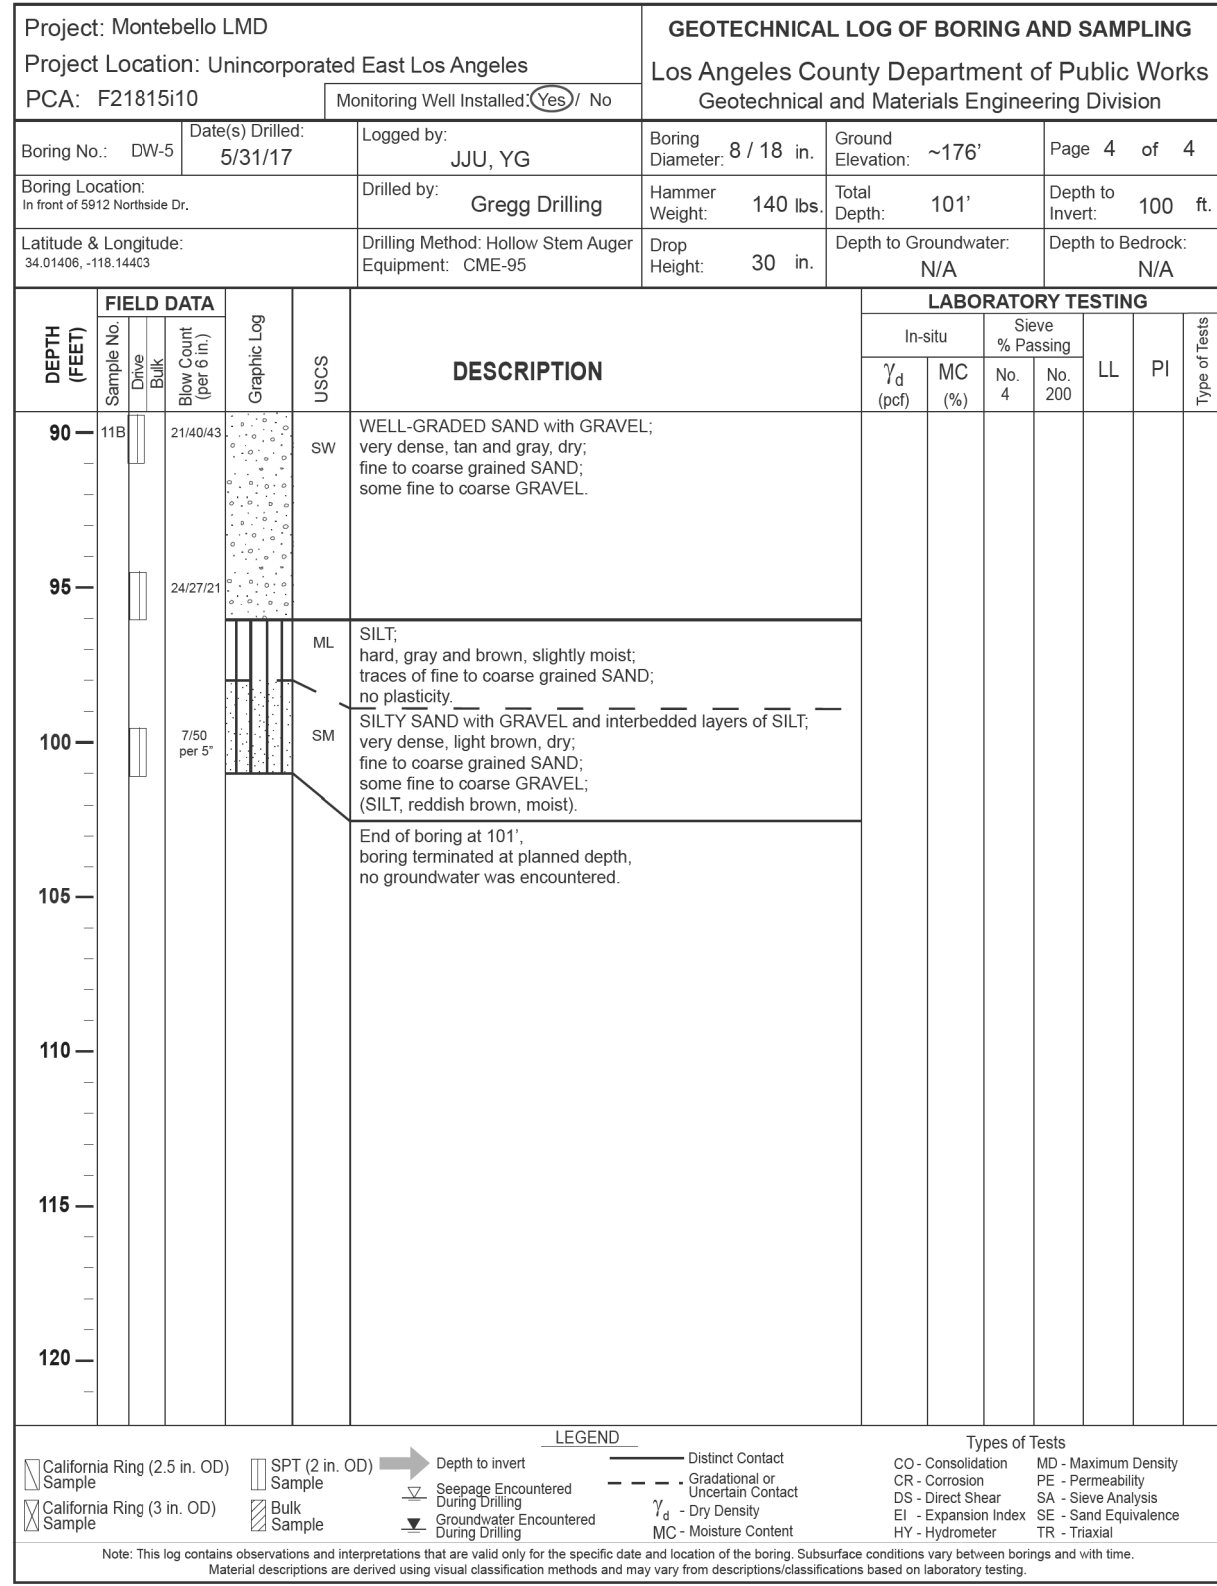 Project: Montebello LMD
Project Location: Unincorporated East Los Angeles
PCA: F21815i10
Monitoring Well Installed: Yes / No
GEOTECHNICAL LOG OF BORING AND SAMPLING
Los Angeles County Department of Public Works
Geotechnical and Materials Engineering Division
Boring No.: DW-5
Date(s) Drilled:
5/31/17
Logged by:
JJU, YG
Boring
Diameter: 8 / 18 in.
Ground
Elevation: ~176'
Page 4 of 4
Boring Location:
In front of 5912 Northside Dr.
Drilled by:
Gregg Drilling
Hammer
Weight: 140 lbs.
Total
Depth: 101'
Depth to
Invert: 100 ft.
Latitude & Longitude:
34.01406, -118.14403
Drilling Method: Hollow Stem Auger
Equipment: CME-95
Drop
Height: 30 in.
Depth to Groundwater:
N/A
Depth to Bedrock:
N/A
DEPTH
(FEET)
FIELD DATA
Sample No.
Drive
Bulk
Blow Count
(per 6 in.)
Graphic Log
USCS
DESCRIPTION
LABORATORY TESTING
In-situ
γd
(pcf)
MC
(%)
Sieve
% Passing
No.
4
No.
200
LL
PI
Type of Tests
90
11B
21/40/43
SW
WELL-GRADED SAND with GRAVEL;
very dense, tan and gray, dry;
fine to coarse grained SAND;
some fine to coarse GRAVEL.
95
24/27/21
ML
SILT;
hard, gray and brown, slightly moist;
traces of fine to coarse grained SAND;
no plasticity.
100
7/50
per 5"
SM
SILTY SAND with GRAVEL and interbedded layers of SILT;
very dense, light brown, dry;
fine to coarse grained SAND;
some fine to coarse GRAVEL;
(SILT, reddish brown, moist).
End of boring at 101',
boring terminated at planned depth,
no groundwater was encountered.
105
110
115
120
LEGEND
California Ring (2.5 in. OD)
Sample
California Ring (3 in. OD)
Sample
SPT (2 in. OD)
Sample
Bulk
Sample
Depth to invert
Seepage Encountered
During Drilling
Groundwater Encountered
During Drilling
Distinct Contact
Gradational or
Uncertain Contact
γd - Dry Density
MC - Moisture Content
Types of Tests
CO - Consolidation
CR - Corrosion
DS - Direct Shear
EI - Expansion Index
HY - Hydrometer
MD - Maximum Density
PE - Permeability
SA - Sieve Analysis
SE - Sand Equivalence
TR - Triaxial
Note: This log contains observations and interpretations that are valid only for the specific date and location of the boring. Subsurface conditions vary between borings and with time.
Material descriptions are derived using visual classification methods and may vary from descriptions/classifications based on laboratory testing.